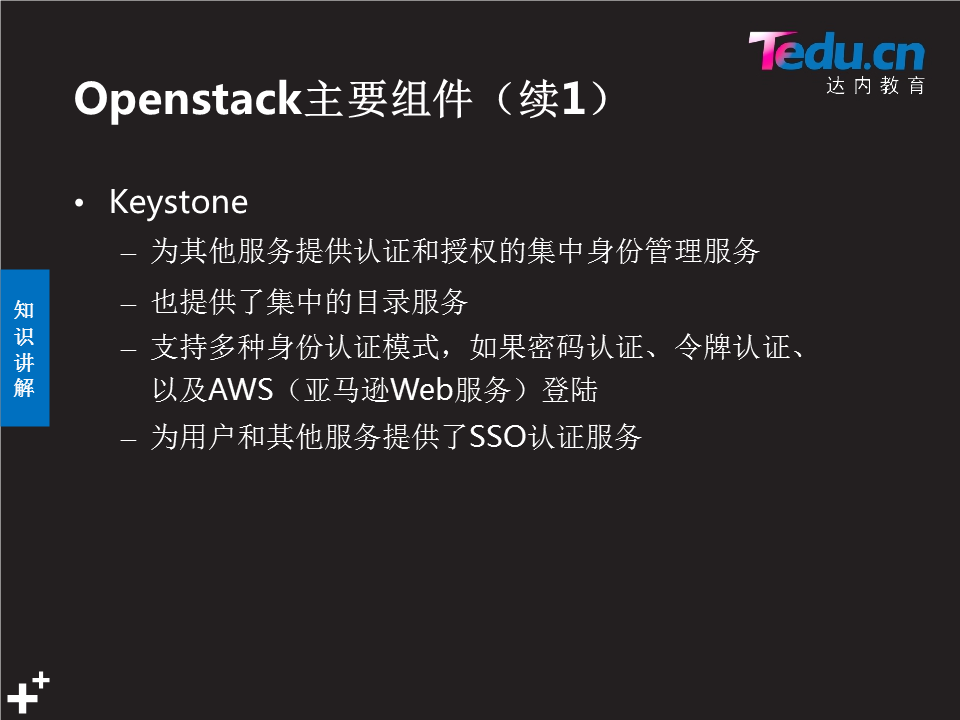 Tedu.cn
达内教育
Openstack主要组件（续1）
• Keystone
– 为其他服务提供认证和授权的集中身份管理服务
– 也提供了集中的目录服务
– 支持多种身份认证模式，如果密码认证、令牌认证、
以及AWS（亚马逊Web服务）登陆
– 为用户和其他服务提供了SSO认证服务
知
识
讲
解